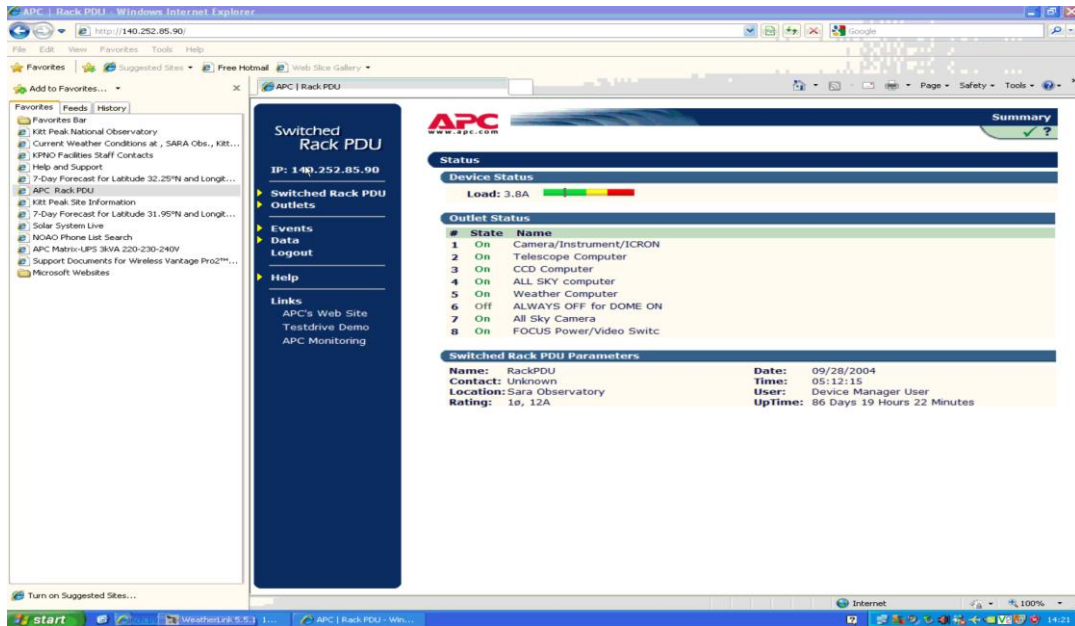 APC | Rack PDU - Windows Internet Explorer
http://140.252.85.90/
Google
File Edit View Favorites Tools Help
Favorites Suggested Sites Free Hotmail Web Slice Gallery
Add to Favorites...
APC | Rack PDU
Page Safety Tools
Favorites Feeds History
Favorites Bar
Kitt Peak National Observatory
Current Weather Conditions at , SARA Obs., Kitt...
KPNO Facilities Staff Contacts
Help and Support
7-Day Forecast for Latitude 32.25°N and Longit...
APC Rack PDU
Kitt Peak Site Information
7-Day Forecast for Latitude 31.95°N and Longit...
Solar System Live
NOAO Phone List Search
APC Matrix-UPS 3kVA 220-230-240V
Support Documents for Wireless Vantage Pro2™...
Microsoft Websites
Turn on Suggested Sites...
Switched
Rack PDU
IP: 140.252.85.90
Switched Rack PDU
Outlets
Events
Data
Logout
Help
Links
APC's Web Site
Testdrive Demo
APC Monitoring
APC
www.apc.com
Summary
?
Status
Device Status
Load: 3.8A
Outlet Status
# State Name
1 On Camera/Instrument/ICRON
2 On Telescope Computer
3 On CCD Computer
4 On ALL SKY computer
5 On Weather Computer
6 Off ALWAYS OFF for DOME ON
7 On All Sky Camera
8 On FOCUS Power/Video Switc
Switched Rack PDU Parameters
Name: RackPDU Date: 09/28/2004
Contact: Unknown Time: 05:12:15
Location: Sara Observatory User: Device Manager User
Rating: 1ø, 12A UpTime: 86 Days 19 Hours 22 Minutes
Internet 100%
start WeatherLink 5.5.1 1... APC | Rack PDU - Win... 14:21